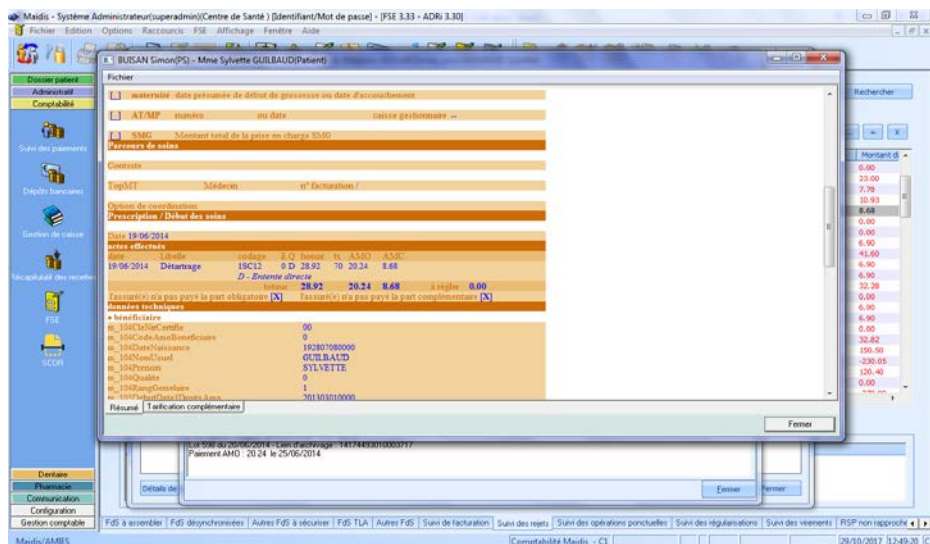 Maidis - Système Administrateur(superadmin)(Centre de Santé ) [Identifiant/Mot de passe] - [FSE 3.33 - ADRi 3.30]
Fichier Edition Options Raccourcis FSE Affichage Fenêtre Aide
BUISAN Simon(PS) - Mme Sylvette GUILBAUD(Patient)
Fichier
Dossier patient
Administratif
Comptabilité
Suivi des paiements
Dépôts bancaires
Gestion de caisse
Récapitulatif des recettes
FSE
SCOR
Dentaire
Pharmacie
Communication
Configuration
Gestion comptable
[_] maternité date présumée de début de grossesse ou date d'accouchement
[_] AT/MP numéro ou date caisse gestionnaire --
[_] SMG Montant total de la prise en charge SMG
Parcours de soins
Contexte
TopMT Médecin n° facturation /
Option de coordination
Prescription / Début des soins
Date 19/06/2014
actes effectués
date Libelle codage E Q honor. tx AMO AMC
19/06/2014 Détartrage 1SC12 0 D 28.92 70 20.24 8.68
D - Entente directe
totaux 28.92 20.24 8.68 à régler 0.00
l'assuré(e) n'a pas payé la part obligatoire [X] l'assuré(e) n'a pas payé la part complémentaire [X]
données techniques
• bénéficiaire
m_104CleNirCertifie 00
m_104CodeAmoBeneficiaire 0
m_104DateNaissance 192807080000
m_104NomUsuel GUILBAUD
m_104Prenom SYLVETTE
m_104Qualite 0
m_104RangGemelaire 1
m_105DebutDate1Droits Amo 201303010000
Résumé Tarification complémentaire
Fermer
Rechercher
Montant d
0.00
23.00
7.78
10.93
8.68
0.00
0.00
6.90
41.60
6.90
6.90
32.28
0.00
6.90
6.90
0.00
32.82
150.50
-230.05
120.40
0.00
Lot 598 du 20/06/2014 - Lien d'archivage : 14174493010003717
Paiement AMO : 20.24 le 25/06/2014
Détails de
Fermer
Fermer
FdS à assembler FdS désynchronisées Autres FdS à sécuriser FdS TLA Autres FdS Suivi de facturation Suivi des rejets Suivi des opérations ponctuelles Suivi des régularisations Suivi des virements RSP non rapproché
Maidis/AMIES Comptabilité Maidis - C1 29/10/2017 12:49:20